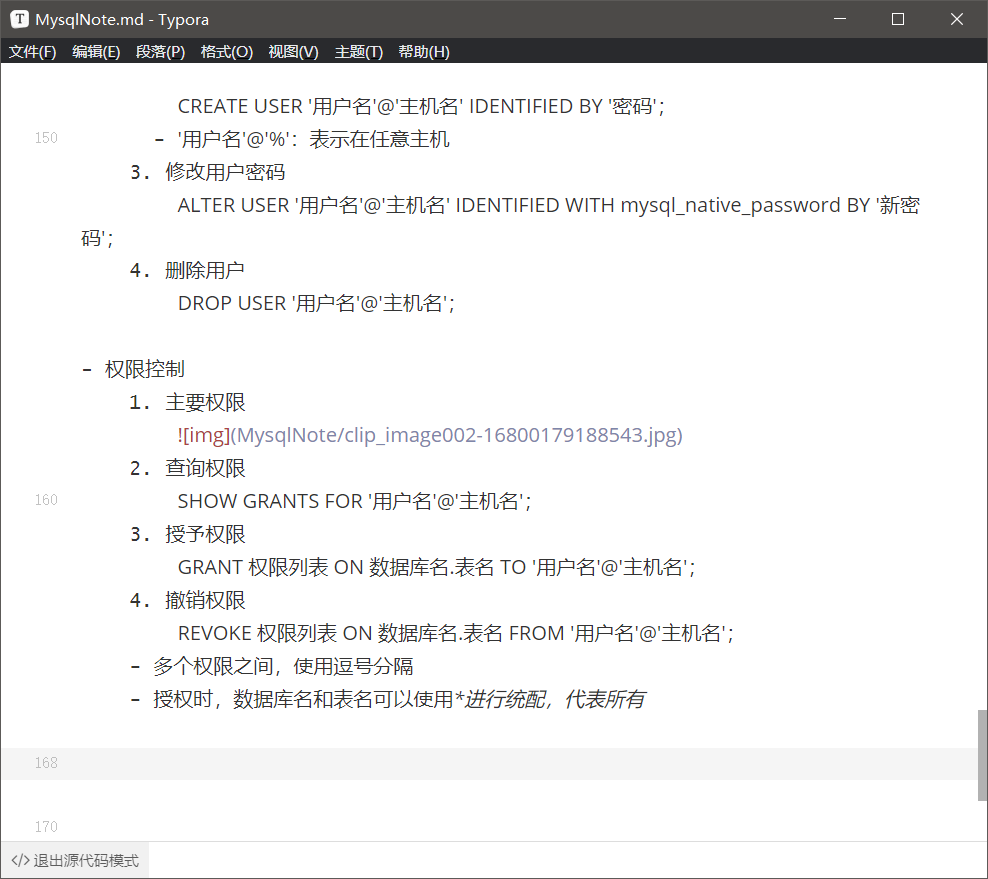 MysqlNote.md - Typora
文件(F) 编辑(E) 段落(P) 格式(O) 视图(V) 主题(T) 帮助(H)
CREATE USER '用户名'@'主机名' IDENTIFIED BY '密码';
150 - '用户名'@'%': 表示在任意主机
3. 修改用户密码
ALTER USER '用户名'@'主机名' IDENTIFIED WITH mysql_native_password BY '新密
码';
4. 删除用户
DROP USER '用户名'@'主机名';
- 权限控制
1. 主要权限
![img](MysqlNote/clip_image002-16800179188543.jpg)
2. 查询权限
160 SHOW GRANTS FOR '用户名'@'主机名';
3. 授予权限
GRANT 权限列表 ON 数据库名.表名 TO '用户名'@'主机名';
4. 撤销权限
REVOKE 权限列表 ON 数据库名.表名 FROM '用户名'@'主机名';
- 多个权限之间，使用逗号分隔
- 授权时，数据库名和表名可以使用*进行统配，代表所有
168
170
</> 退出源代码模式